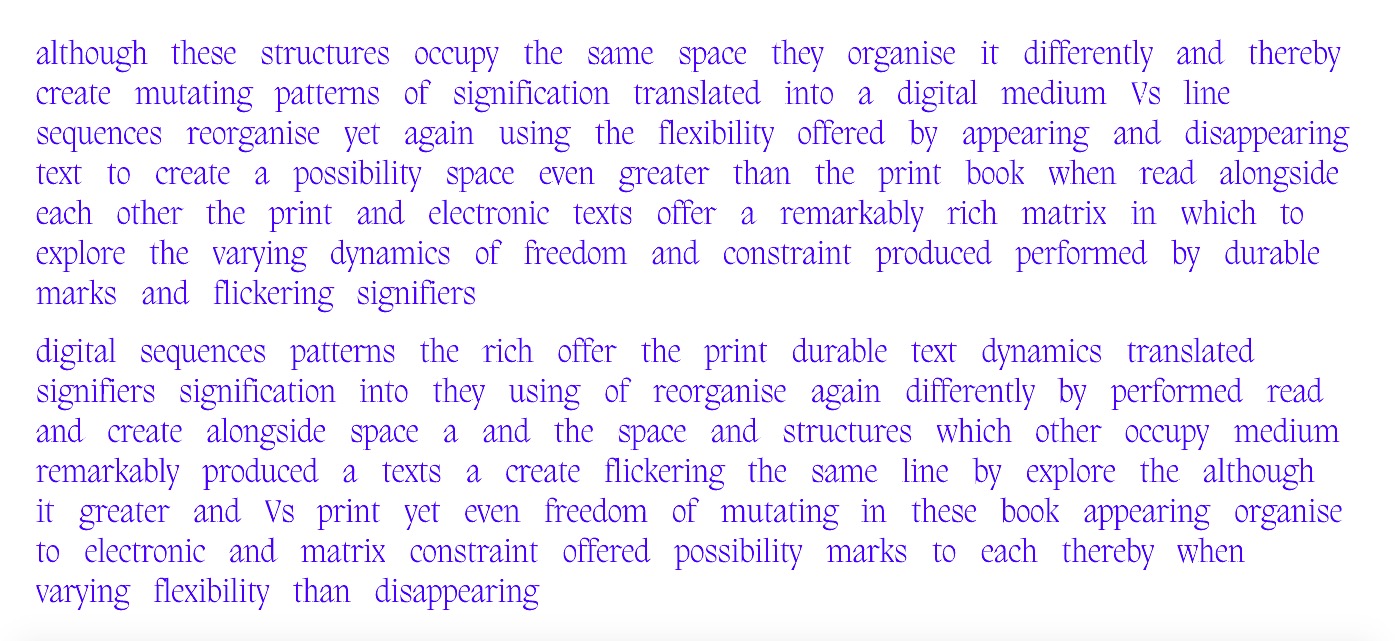 although these structures occupy the same space they organise it differently and thereby
create mutating patterns of signification translated into a digital medium Vs line
sequences reorganise yet again using the flexibility offered by appearing and disappearing
text to create a possibility space even greater than the print book when read alongside
each other the print and electronic texts offer a remarkably rich matrix in which to
explore the varying dynamics of freedom and constraint produced performed by durable
marks and flickering signifiers
digital sequences patterns the rich offer the print durable text dynamics translated
signifiers signification into they using of reorganise again differently by performed read
and create alongside space a and the space and structures which other occupy medium
remarkably produced a texts a create flickering the same line by explore the although
it greater and Vs print yet even freedom of mutating in these book appearing organise
to electronic and matrix constraint offered possibility marks to each thereby when
varying flexibility than disappearing